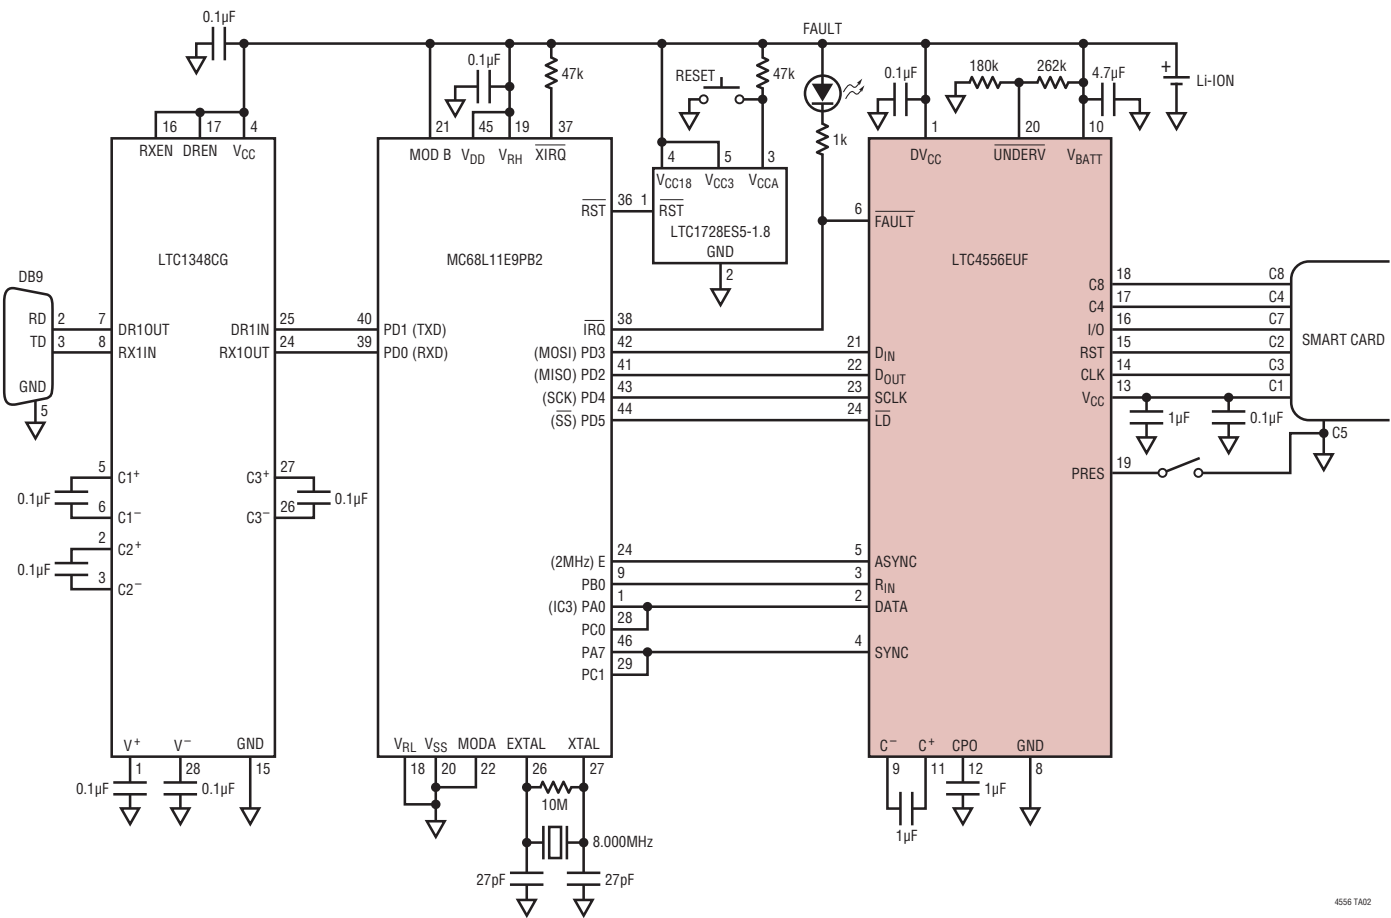 0.1µF
FAULT
0.1µF
47k
RESET
47k
0.1µF
180k
262k
4.7µF
+
Li-ION
1k
16 17 4
RXEN DREN VCC
21 45 19 37
MOD B VDD VRH XIRQ
4 5 3
VCC18 VCC3 VCCA
1 20 10
DVCC UNDERV VBATT
RST 36 1 RST
LTC1728ES5-1.8
GND
2
6
FAULT
LTC1348CG
MC68L11E9PB2
LTC4556EUF
DB9
RD 2 7 DR1OUT
TD 3 8 RX1IN
GND
5
DR1IN 25 40 PD1 (TXD)
RX1OUT 24 39 PD0 (RXD)
IRQ 38
(MOSI) PD3 42 21 DIN
(MISO) PD2 41 22 DOUT
(SCK) PD4 43 23 SCLK
(SS) PD5 44 24 LD
C8 18 C8
C4 17 C4
I/O 16 C7
RST 15 C2
CLK 14 C3
VCC 13 C1
SMART CARD
1µF
0.1µF
C5
PRES 19
5 C1+
0.1µF
6 C1–
2 C2+
0.1µF
3 C2–
C3+ 27
0.1µF
C3– 26
(2MHz) E 24 5 ASYNC
PB0 9 3 RIN
(IC3) PA0 1 2 DATA
PC0 28
PA7 46 4 SYNC
PC1 29
V+ V– GND
1 28 15
0.1µF 0.1µF
VRL VSS MODA EXTAL XTAL
18 20 22 26 27
10M
8.000MHz
27pF 27pF
C– C+ CPO GND
9 11 12 8
1µF
1µF
4556 TA02